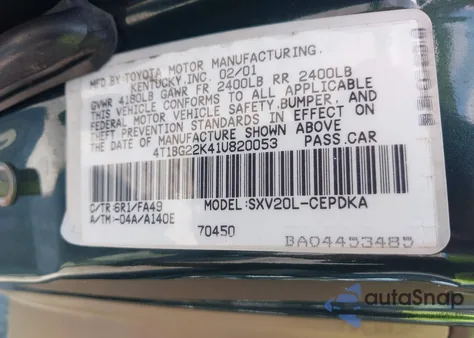 MFD.BY:TOYOTA MOTOR MANUFACTURING,
KENTUCKY,INC. 02/01
GVWR 4180LB GAWR FR 2400LB RR 2400LB
THIS VEHICLE CONFORMS TO ALL APPLICABLE
FEDERAL MOTOR VEHICLE SAFETY,BUMPER, AND
THEFT PREVENTION STANDARDS IN EFFECT ON
THE DATE OF MANUFACTURE SHOWN ABOVE.
4T1BG22K41U820053 PASS.CAR
C/TR:6R1/FA49 MODEL:SXV20L-CEPDKA
A/TM:-04A/A140E
70450
BA04453485
autoSnap